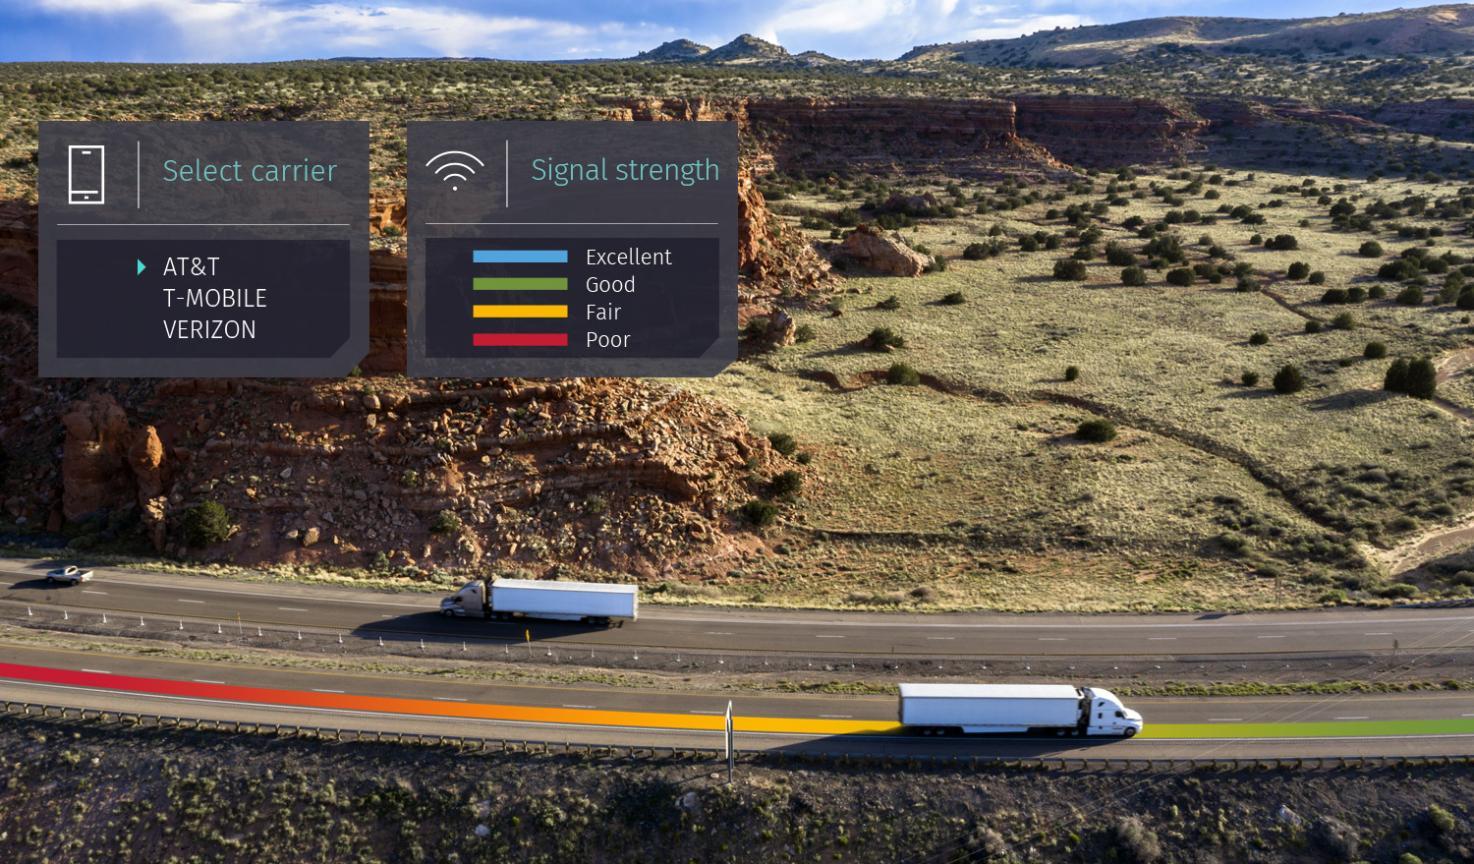 Select carrier
AT&T
T-MOBILE
VERIZON
Signal strength
Excellent
Good
Fair
Poor